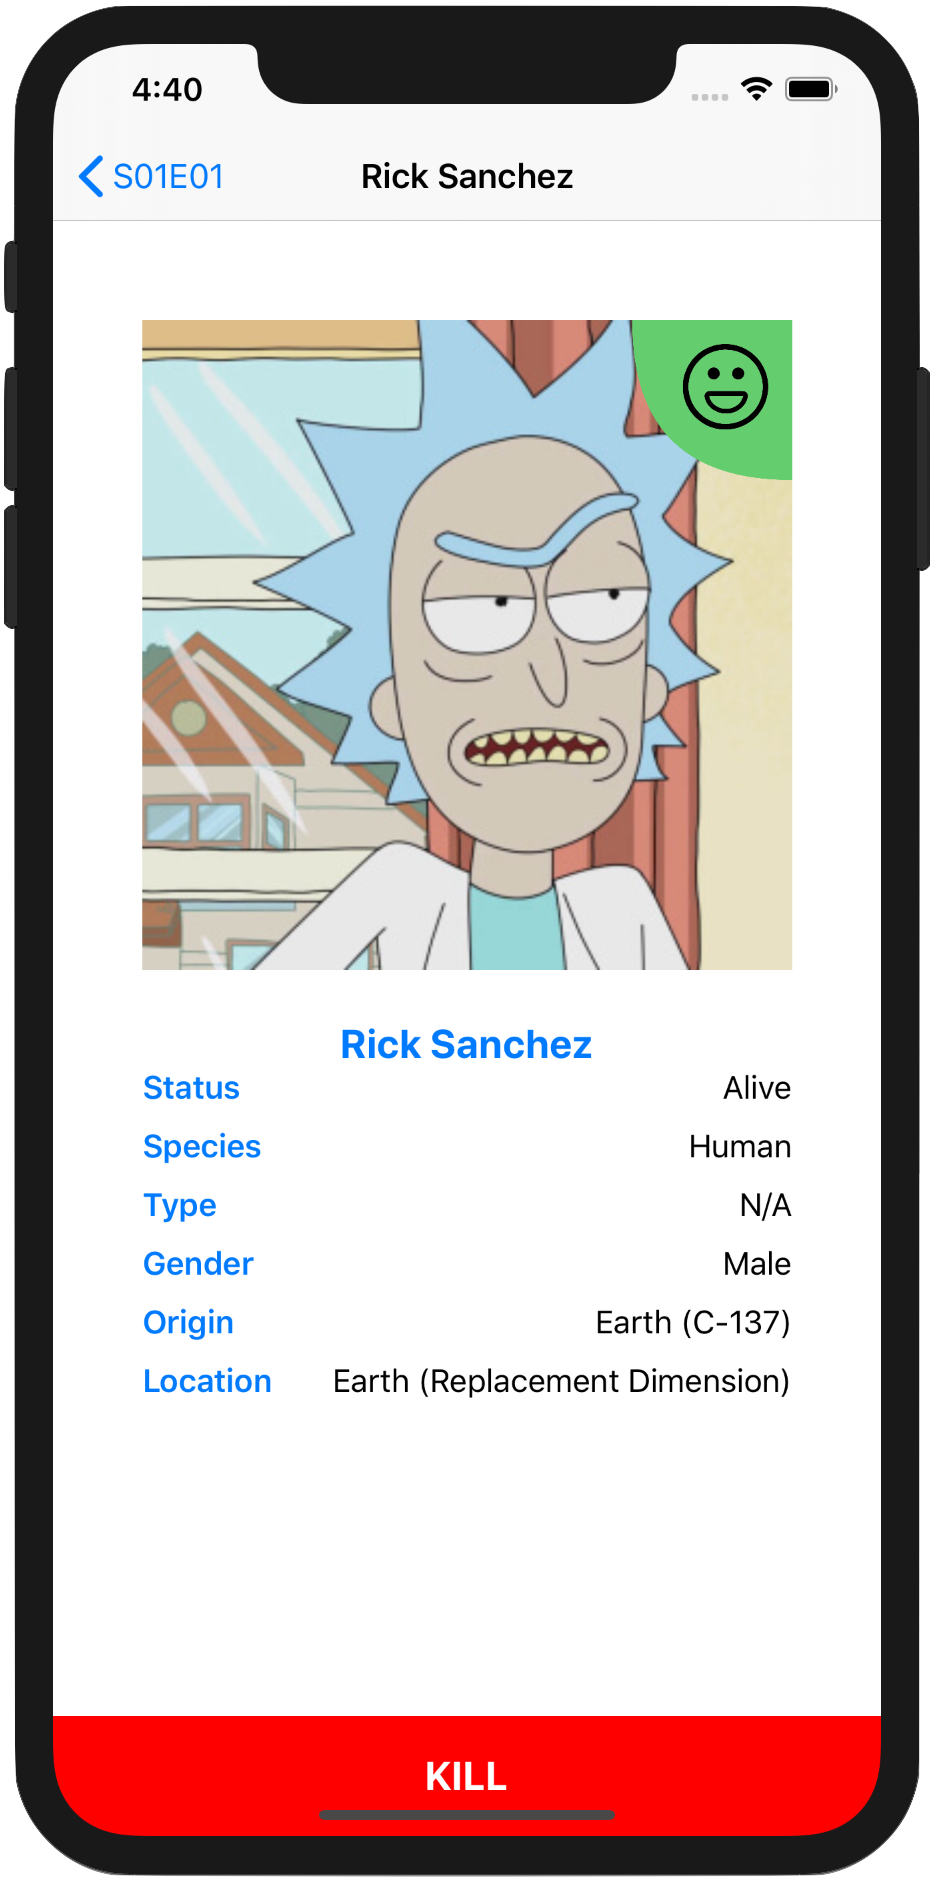 4:40
S01E01 Rick Sanchez
Rick Sanchez
Status Alive
Species Human
Type N/A
Gender Male
Origin Earth (C-137)
Location Earth (Replacement Dimension)
KILL